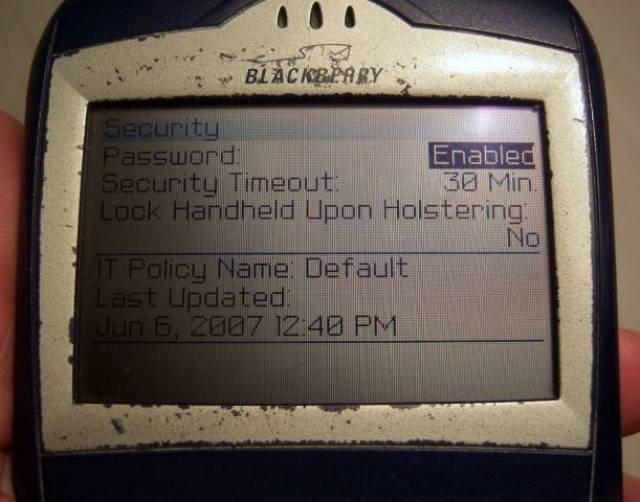 BLACKBERRY
Security
Password: Enabled
Security Timeout: 30 Min.
Lock Handheld Upon Holstering:
No
IT Policy Name: Default
Last Updated:
Jun 6, 2007 12:40 PM